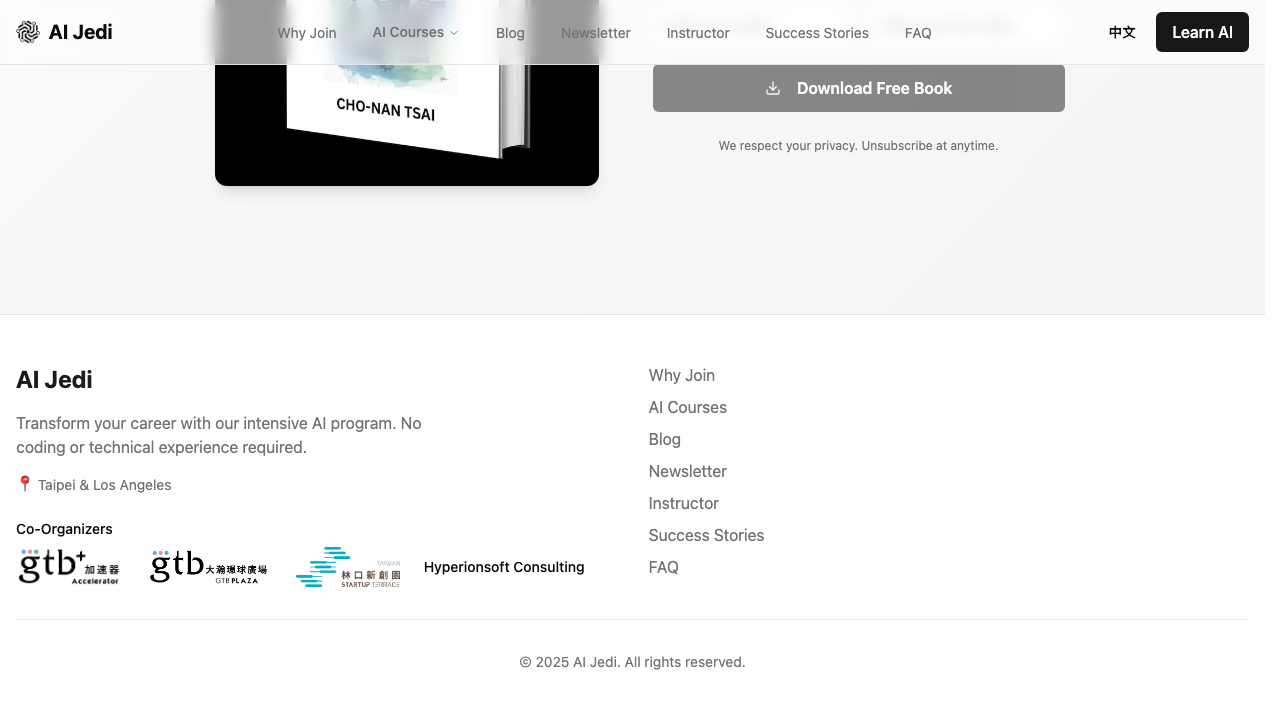 AI Jedi
Why Join
AI Courses
Blog
Newsletter
Instructor
Success Stories
FAQ
中文
Learn AI
CHO-NAN TSAI
Download Free Book
We respect your privacy. Unsubscribe at anytime.
AI Jedi
Transform your career with our intensive AI program. No
coding or technical experience required.
Taipei & Los Angeles
Co-Organizers
gtb+ 加速器
Accelerator
gtb 大瀚環球廣場
GTB PLAZA
TAIWAN
林口新創園
STARTUP TERRACE
Hyperionsoft Consulting
Why Join
AI Courses
Blog
Newsletter
Instructor
Success Stories
FAQ
© 2025 AI Jedi. All rights reserved.